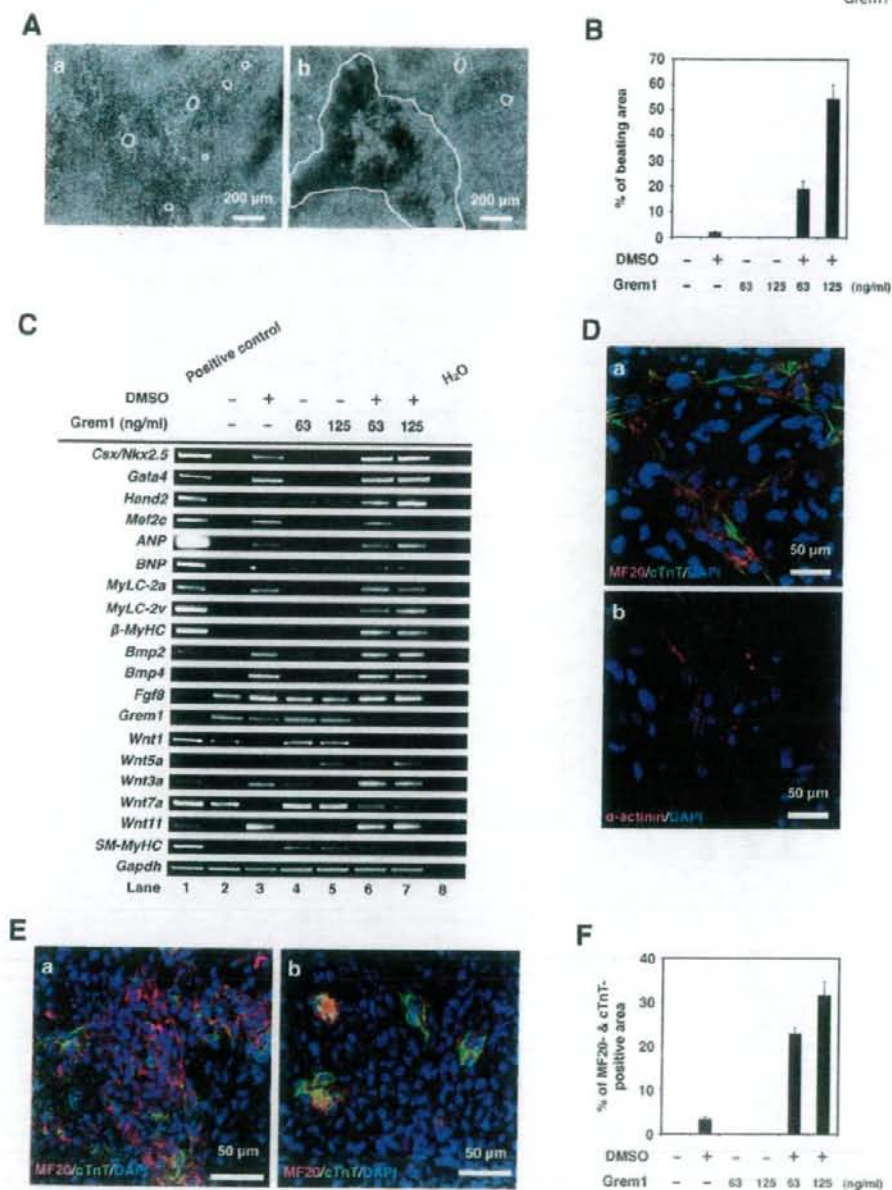 Grem1
A
a
200 μm
b
200 μm
B
% of beating area
70
60
50
40
30
20
10
0
DMSO - + - - + +
Grem1 - - 63 125 63 125 (ng/ml)
C
Positive control
H₂O
DMSO - + - - + +
Grem1 (ng/ml) - - 63 125 63 125
Csx/Nkx2.5
Gata4
Hand2
Mef2c
ANP
BNP
MyLC-2a
MyLC-2v
β-MyHC
Bmp2
Bmp4
Fgf8
Grem1
Wnt1
Wnt5a
Wnt3a
Wnt7a
Wnt11
SM-MyHC
Gapdh
Lane 1 2 3 4 5 6 7 8
D
a
50 μm
MF20/cTnT/DAPI
b
50 μm
α-actinin/DAPI
E
a
50 μm
MF20/cTnT/DAPI
b
50 μm
MF20/cTnT/DAPI
F
% of MF20- & cTnT-
positive area
40
30
20
10
0
DMSO - + - - + +
Grem1 - - 63 125 63 125 (ng/ml)